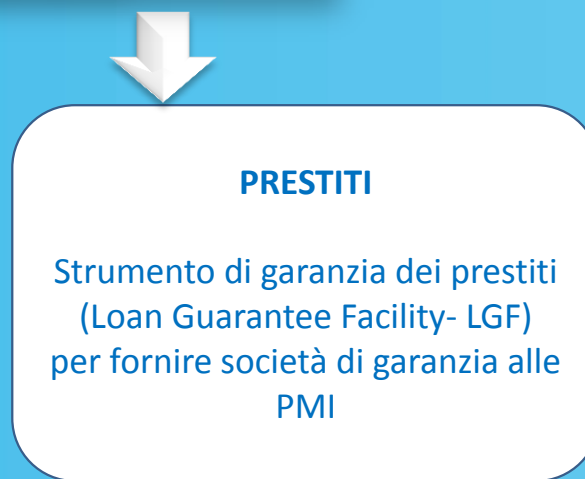 PRESTITI
Strumento di garanzia dei prestiti
(Loan Guarantee Facility- LGF)
per fornire società di garanzia alle
PMI